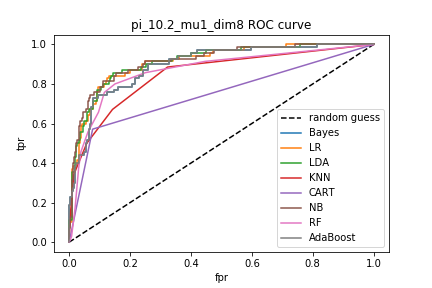 pi_10.2_mu1_dim8 ROC curve
tpr
1.0
0.8
0.6
0.4
0.2
0.0
random guess
Bayes
LR
LDA
KNN
CART
NB
RF
AdaBoost
0.0 0.2 0.4 0.6 0.8 1.0
fpr